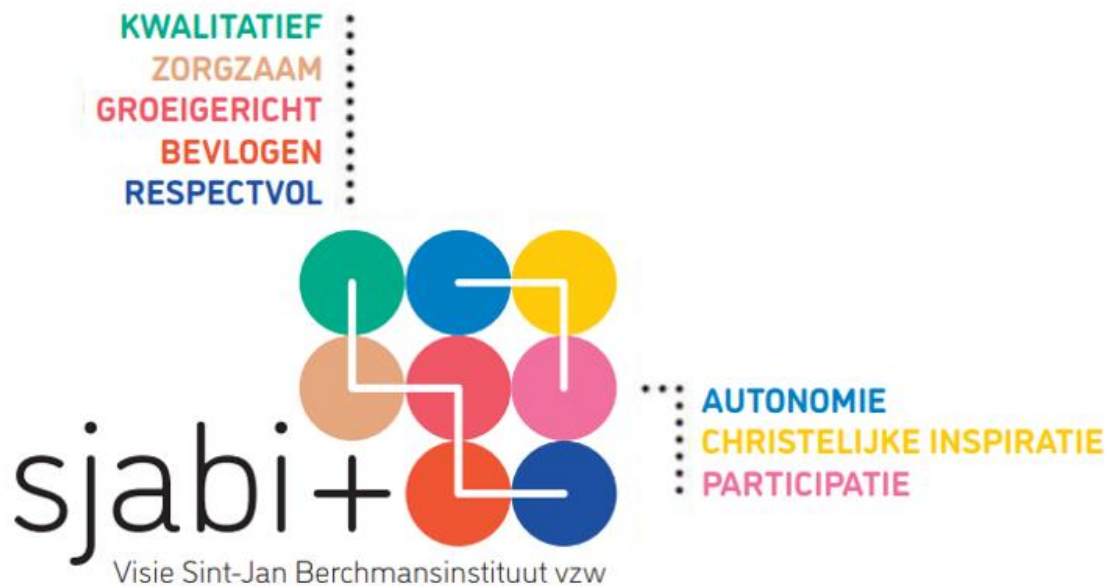 KWALITATIEF
ZORGZAAM
GROEIGERICHT
BEVLOGEN
RESPECTVOL
AUTONOMIE
CHRISTELIJKE INSPIRATIE
PARTICIPATIE
sjabi+
Visie Sint-Jan Berchmansinstituut vzw